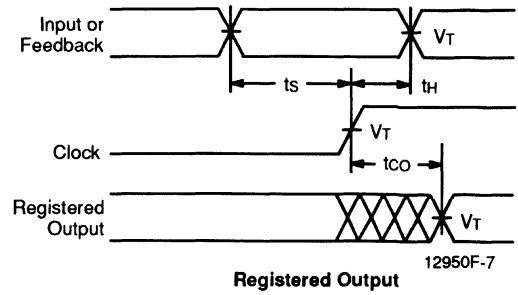 Input or
Feedback
VT
tS
tH
VT
Clock
tCO
Registered
Output
VT
12950F-7
Registered Output